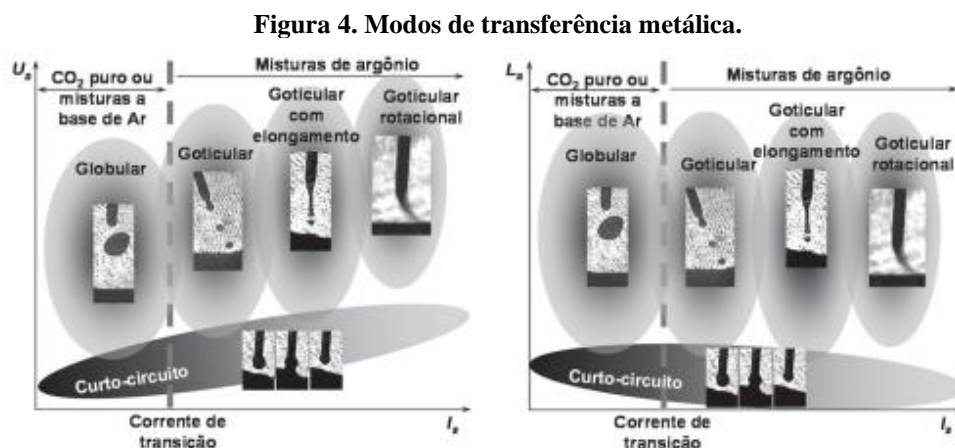 Figura 4. Modos de transferência metálica.
Uₐ
CO₂ puro ou
misturas a
base de Ar
Misturas de argônio
Globular
Goticular
Goticular
com
elongamento
Goticular
rotacional
Curto-circuito
Corrente de
transição
Iₐ
Lₐ
CO₂ puro ou
misturas a
base de Ar
Misturas de argônio
Globular
Goticular
Goticular
com
elongamento
Goticular
rotacional
Curto-circuito
Corrente de
transição
Iₐ